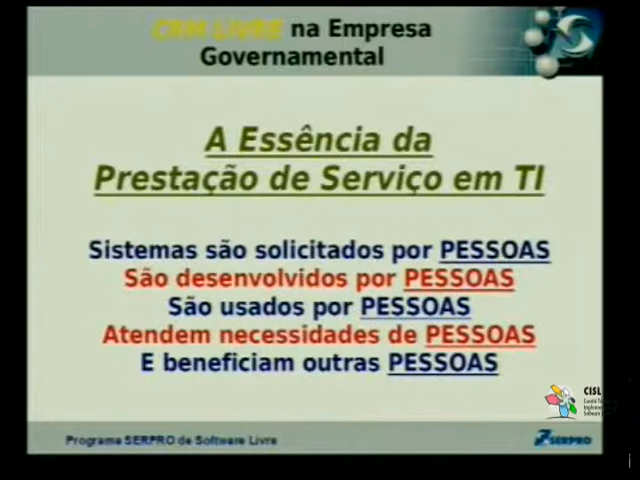 CRM LIVRE na Empresa
Governamental
A Essência da
Prestação de Serviço em TI
Sistemas são solicitados por PESSOAS
São desenvolvidos por PESSOAS
São usados por PESSOAS
Atendem necessidades de PESSOAS
E beneficiam outras PESSOAS
CISL
Programa SERPRO de Software Livre
SERPRO